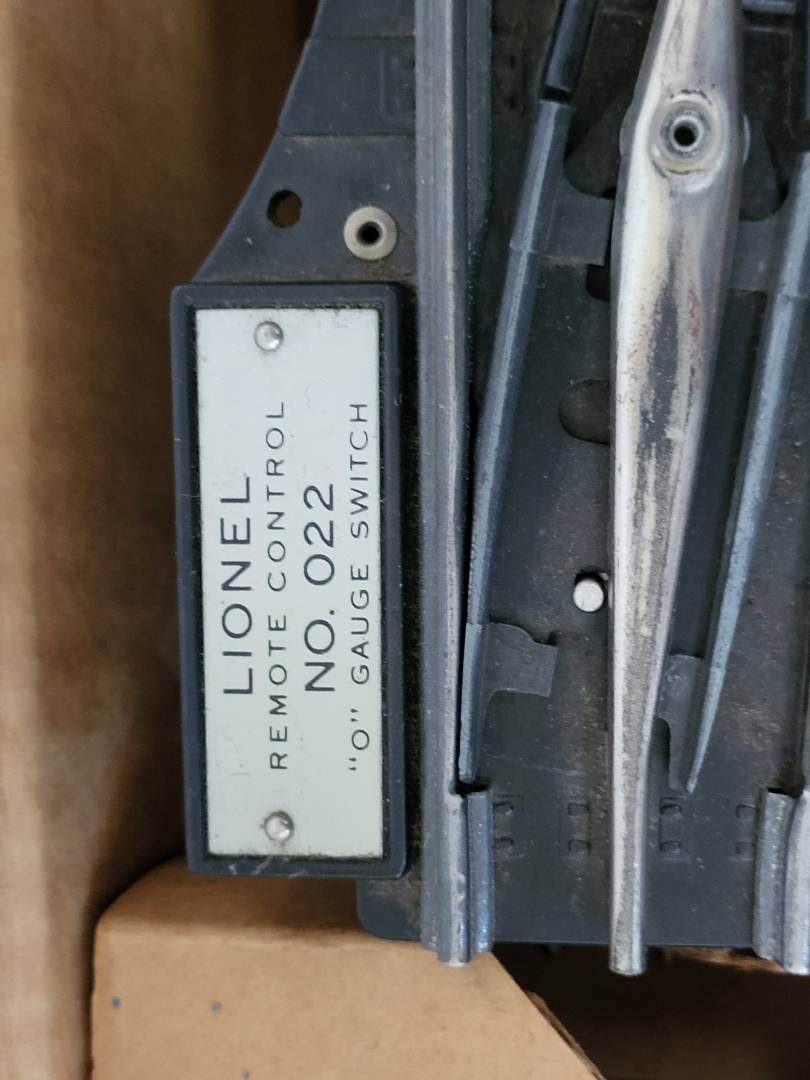 LIONEL
REMOTE CONTROL
NO. 022
"O" GAUGE SWITCH